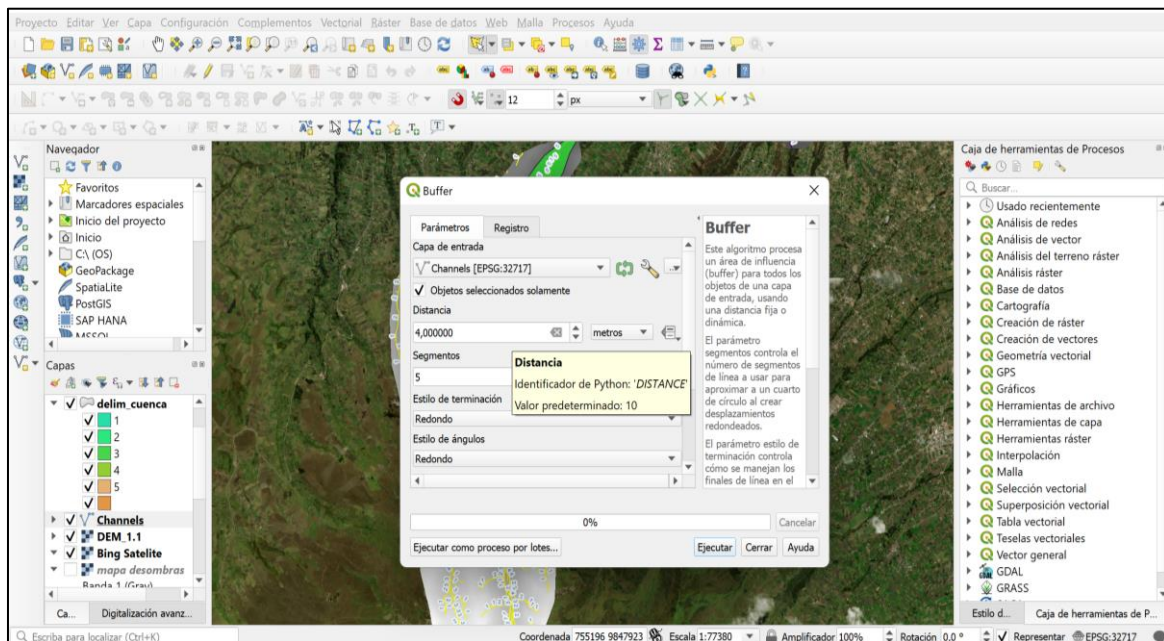 Proyecto Editar Ver Capa Configuración Complementos Vectorial Ráster Base de datos Web Malla Procesos Ayuda
12 px
Navegador
Favoritos
Marcadores espaciales
Inicio del proyecto
Inicio
C:\ (OS)
GeoPackage
SpatiaLite
PostGIS
SAP HANA
MSSQL
Capas
delim_cuenca
1
2
3
4
5
Channels
DEM_1.1
Bing Satelite
mapa desombras
Banda 1 (Gray)
Ca... Digitalización avanz...
Buffer
Parámetros Registro
Capa de entrada
Channels [EPSG:32717]
Objetos seleccionados solamente
Distancia
4,000000 metros
Segmentos
5
Estilo de terminación
Redondo
Estilo de ángulos
Redondo
Distancia
Identificador de Python: 'DISTANCE'
Valor predeterminado: 10
Buffer
Este algoritmo procesa
un área de influencia
(buffer) para todos los
objetos de una capa
de entrada, usando
una distancia fija o
dinámica.
El parámetro
segmentos controla el
número de segmentos
de línea a usar para
aproximar a un cuarto
de círculo al crear
desplazamientos
redondeados.
El parámetro estilo de
terminación controla
cómo se manejan los
finales de línea en el
0% Cancelar
Ejecutar como proceso por lotes... Ejecutar Cerrar Ayuda
Caja de herramientas de Procesos
Buscar...
Usado recientemente
Análisis de redes
Análisis de vector
Análisis del terreno ráster
Análisis ráster
Base de datos
Cartografía
Creación de ráster
Creación de vectores
Geometría vectorial
GPS
Gráficos
Herramientas de archivo
Herramientas de capa
Herramientas ráster
Interpolación
Malla
Selección vectorial
Superposición vectorial
Tabla vectorial
Teselas vectoriales
Vector general
GDAL
GRASS
Estilo d... Caja de herramientas de P...
Escriba para localizar (Ctrl+K) Coordenada 755196 9847923 Escala 1:77380 Amplificador 100% Rotación 0,0 ° Representar EPSG:32717